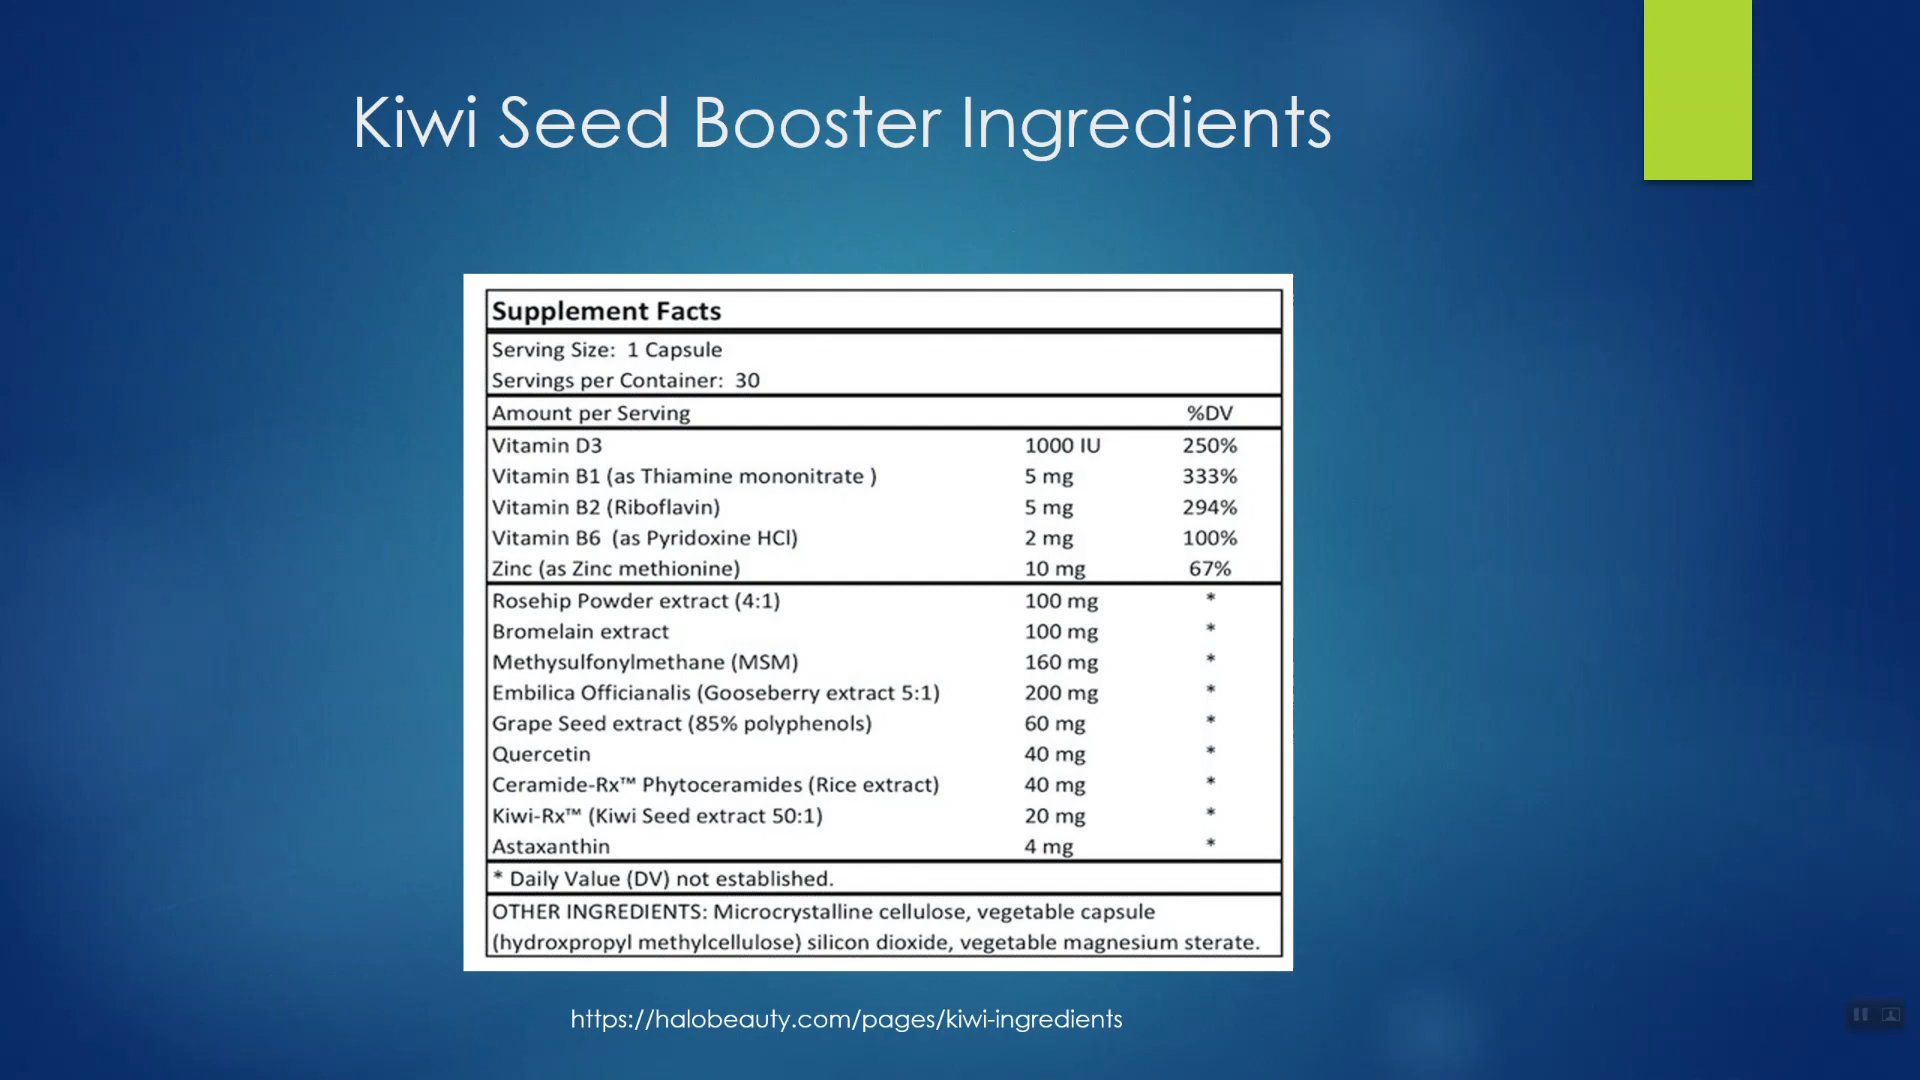 Kiwi Seed Booster Ingredients
Supplement Facts
Serving Size: 1 Capsule
Servings per Container: 30
Amount per Serving %DV
Vitamin D3 1000 IU 250%
Vitamin B1 (as Thiamine mononitrate ) 5 mg 333%
Vitamin B2 (Riboflavin) 5 mg 294%
Vitamin B6 (as Pyridoxine HCl) 2 mg 100%
Zinc (as Zinc methionine) 10 mg 67%
Rosehip Powder extract (4:1) 100 mg *
Bromelain extract 100 mg *
Methysulfonylmethane (MSM) 160 mg *
Embilica Officianalis (Gooseberry extract 5:1) 200 mg *
Grape Seed extract (85% polyphenols) 60 mg *
Quercetin 40 mg *
Ceramide-Rx™ Phytoceramides (Rice extract) 40 mg *
Kiwi-Rx™ (Kiwi Seed extract 50:1) 20 mg *
Astaxanthin 4 mg *
* Daily Value (DV) not established.
OTHER INGREDIENTS: Microcrystalline cellulose, vegetable capsule
(hydroxpropyl methylcellulose) silicon dioxide, vegetable magnesium sterate.
https://halobeauty.com/pages/kiwi-ingredients